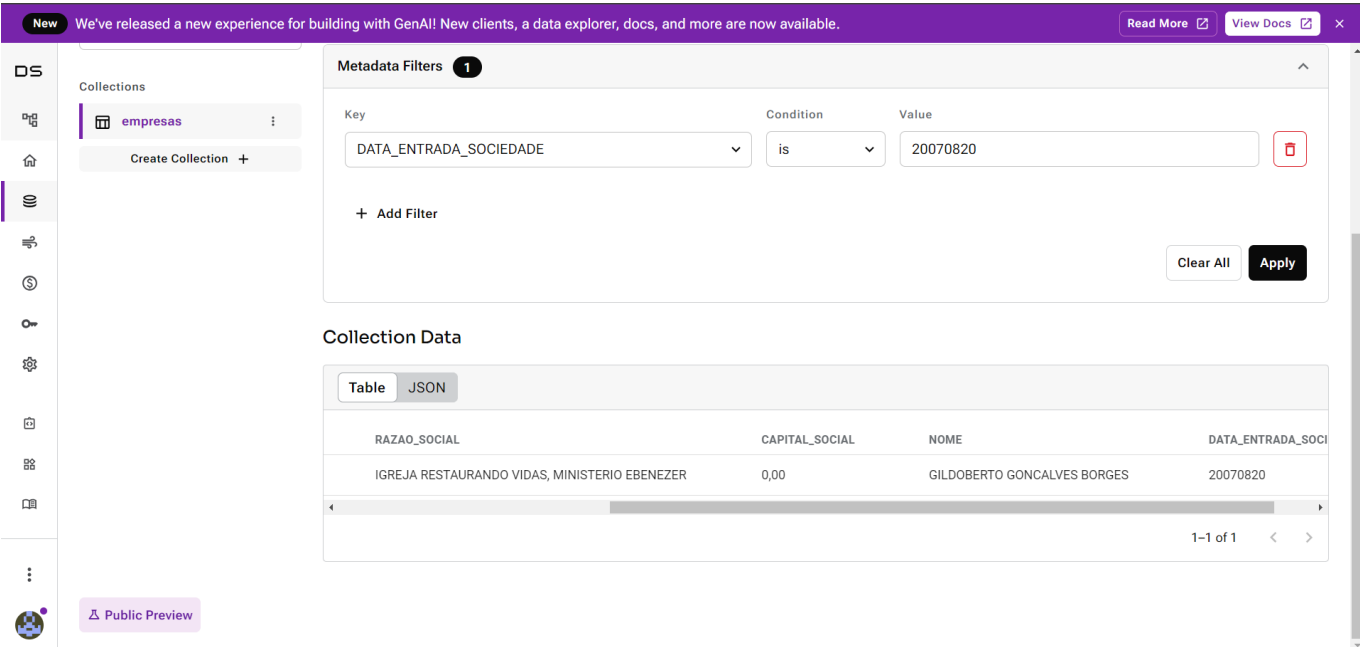 New We've released a new experience for building with GenAI! New clients, a data explorer, docs, and more are now available. Read More View Docs
DS
Collections
empresas
Create Collection +
Metadata Filters 1
Key Condition Value
DATA_ENTRADA_SOCIEDADE is 20070820
+ Add Filter
Clear All Apply
Collection Data
Table JSON
RAZAO_SOCIAL CAPITAL_SOCIAL NOME DATA_ENTRADA_SOCI
IGREJA RESTAURANDO VIDAS, MINISTERIO EBENEZER 0,00 GILDOBERTO GONCALVES BORGES 20070820
1–1 of 1
Public Preview